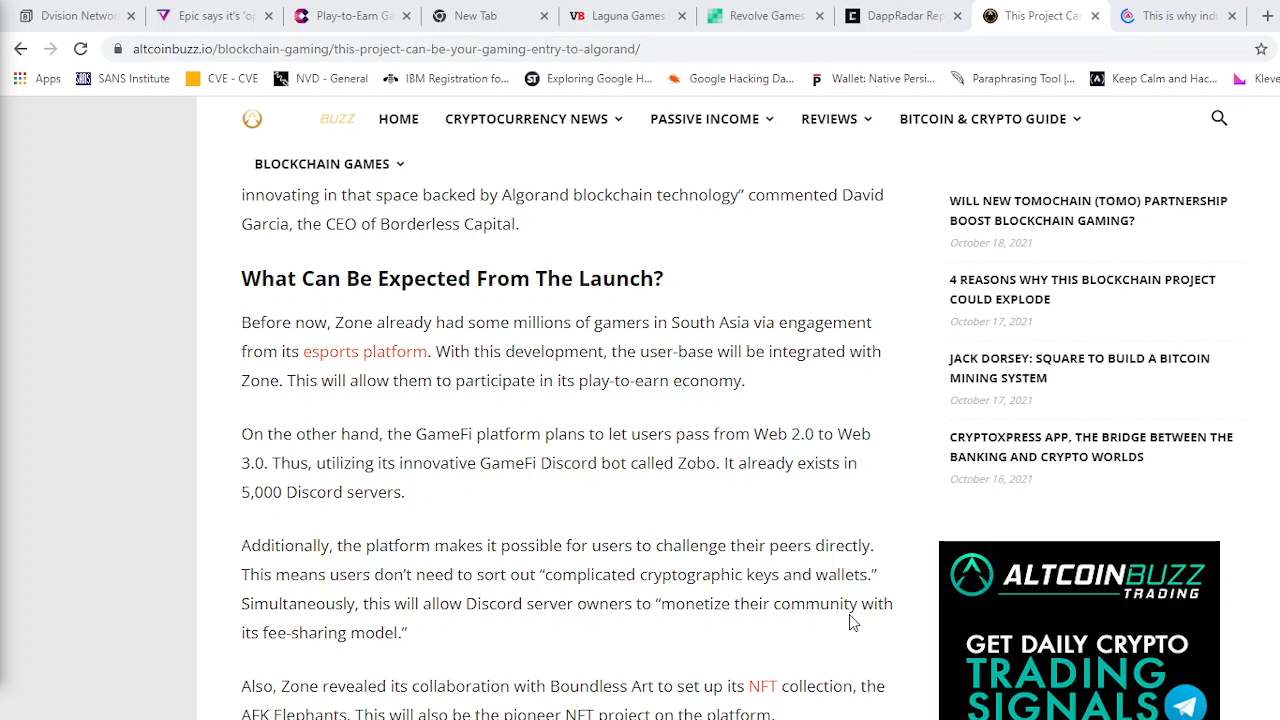 Dvision Networ
Epic says it's 'op
Play-to-Earn Ga
New Tab
Laguna Games
Revolve Games
DappRadar Rep
This Project Can
This is why indu
altcoinbuzz.io/blockchain-gaming/this-project-can-be-your-gaming-entry-to-algorand/
Apps
SANS Institute
CVE - CVE
NVD - General
IBM Registration fo...
Exploring Google H...
Google Hacking Da...
Wallet: Native Persi...
Paraphrasing Tool |...
Keep Calm and Hac...
Kleve
BUZZ
HOME
CRYPTOCURRENCY NEWS
PASSIVE INCOME
REVIEWS
BITCOIN & CRYPTO GUIDE
BLOCKCHAIN GAMES
innovating in that space backed by Algorand blockchain technology” commented David
Garcia, the CEO of Borderless Capital.
What Can Be Expected From The Launch?
Before now, Zone already had some millions of gamers in South Asia via engagement
from its esports platform. With this development, the user-base will be integrated with
Zone. This will allow them to participate in its play-to-earn economy.
On the other hand, the GameFi platform plans to let users pass from Web 2.0 to Web
3.0. Thus, utilizing its innovative GameFi Discord bot called Zobo. It already exists in
5,000 Discord servers.
Additionally, the platform makes it possible for users to challenge their peers directly.
This means users don’t need to sort out “complicated cryptographic keys and wallets.”
Simultaneously, this will allow Discord server owners to “monetize their community with
its fee-sharing model.”
Also, Zone revealed its collaboration with Boundless Art to set up its NFT collection, the
AFK Elephants. This will also be the pioneer NFT project on the platform.
WILL NEW TOMOCHAIN (TOMO) PARTNERSHIP
BOOST BLOCKCHAIN GAMING?
October 18, 2021
4 REASONS WHY THIS BLOCKCHAIN PROJECT
COULD EXPLODE
October 17, 2021
JACK DORSEY: SQUARE TO BUILD A BITCOIN
MINING SYSTEM
October 17, 2021
CRYPTOXPRESS APP, THE BRIDGE BETWEEN THE
BANKING AND CRYPTO WORLDS
October 16, 2021
ALTCOINBUZZ
TRADING
GET DAILY CRYPTO
TRADING
SIGNALS